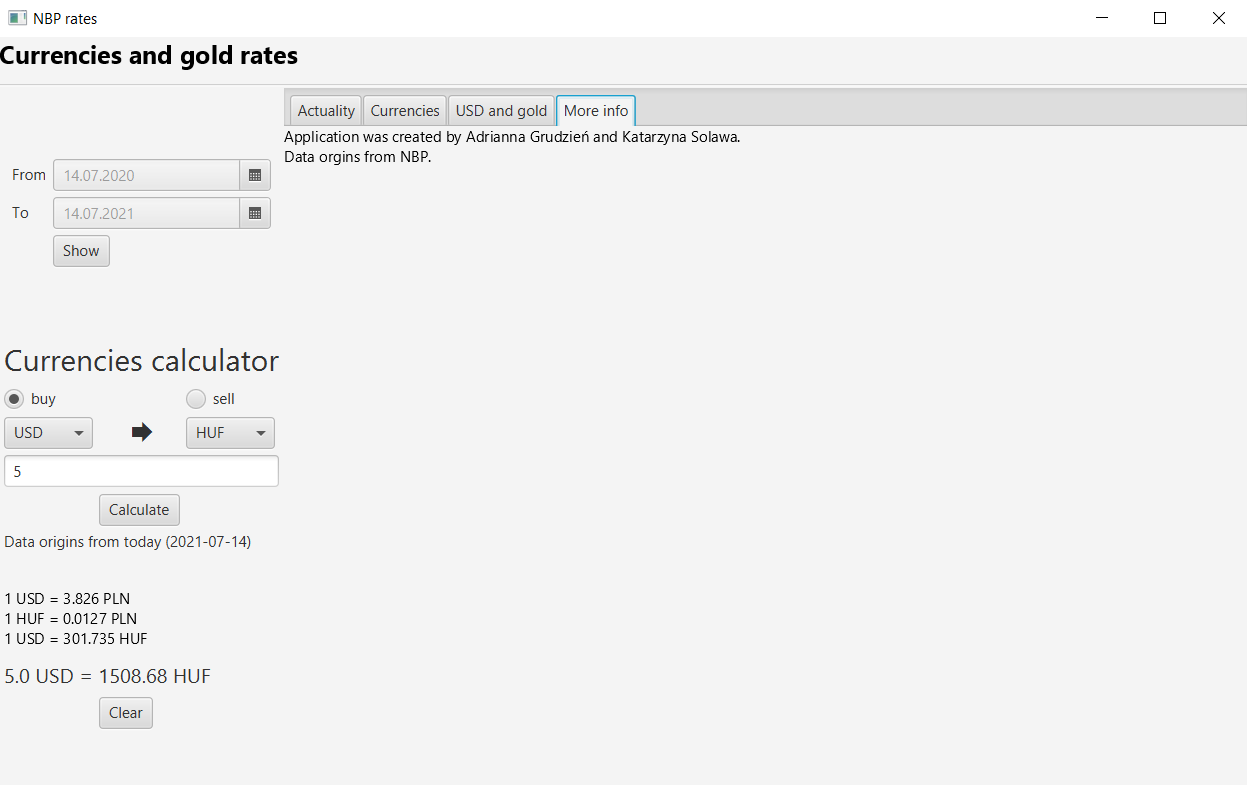 NBP rates
Currencies and gold rates
Actuality Currencies USD and gold More info
Application was created by Adrianna Grudzień and Katarzyna Solawa.
Data orgins from NBP.
From 14.07.2020
To 14.07.2021
Show
Currencies calculator
buy sell
USD HUF
5
Calculate
Data origins from today (2021-07-14)
1 USD = 3.826 PLN
1 HUF = 0.0127 PLN
1 USD = 301.735 HUF
5.0 USD = 1508.68 HUF
Clear